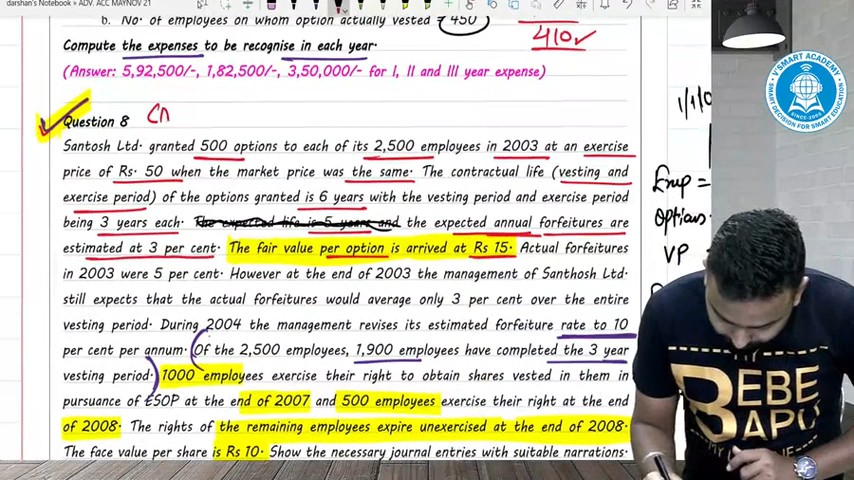 darshan's Notebook » ADV. ACC MAYNOV 21
b. No. of employees on whom option actually vested = 450
410✓
Compute the expenses to be recognise in each year.
(Answer: 5,92,500/-, 1,82,500/-, 3,50,000/- for I, II and III year expense)
Question 8
Santosh Ltd. granted 500 options to each of its 2,500 employees in 2003 at an exercise
price of Rs. 50 when the market price was the same. The contractual life (vesting and
exercise period) of the options granted is 6 years with the vesting period and exercise period
being 3 years each. The expected life is 5 years and the expected annual forfeitures are
estimated at 3 per cent. The fair value per option is arrived at Rs 15. Actual forfeitures
in 2003 were 5 per cent. However at the end of 2003 the management of Santhosh Ltd.
still expects that the actual forfeitures would average only 3 per cent over the entire
vesting period. During 2004 the management revises its estimated forfeiture rate to 10
per cent per annum. Of the 2,500 employees, 1,900 employees have completed the 3 year
vesting period. 1000 employees exercise their right to obtain shares vested in them in
pursuance of ESOP at the end of 2007 and 500 employees exercise their right at the end
of 2008. The rights of the remaining employees expire unexercised at the end of 2008.
The face value per share is Rs 10. Show the necessary journal entries with suitable narrations.
1/1/0
Emp =
Options
VP
V'SMART ACADEMY
SINCE-2003
SMART DECISION FOR SMART EDUCATION
BEBE
BAPU